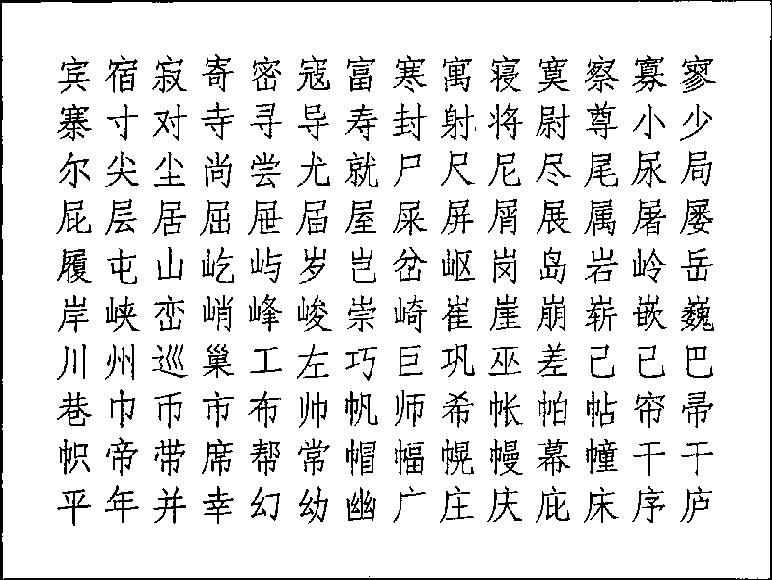 宾宿寂寄密寇富寒寓寝寞察寡寥
寨寸对寺寻导寿封射将尉尊小少
尔尖尘尚尝尤就尸尺尼尽尾尿局
屁层居屈屉届屋屎屏屑展属屠屡
履屯山屹屿岁岂岔岖岗岛岩岭岳
岸峡峦峭峰峻崇崎崔崖崩崭嵌巍
川州巡巢工左巧巨巩巫差己已巴
巷巾币市布帅帆师希帐帕帖帘帚
帜帝带席帮常帽幅幌幔幕幢干于
平年并幸幻幼幽广庄庆庇床序庐